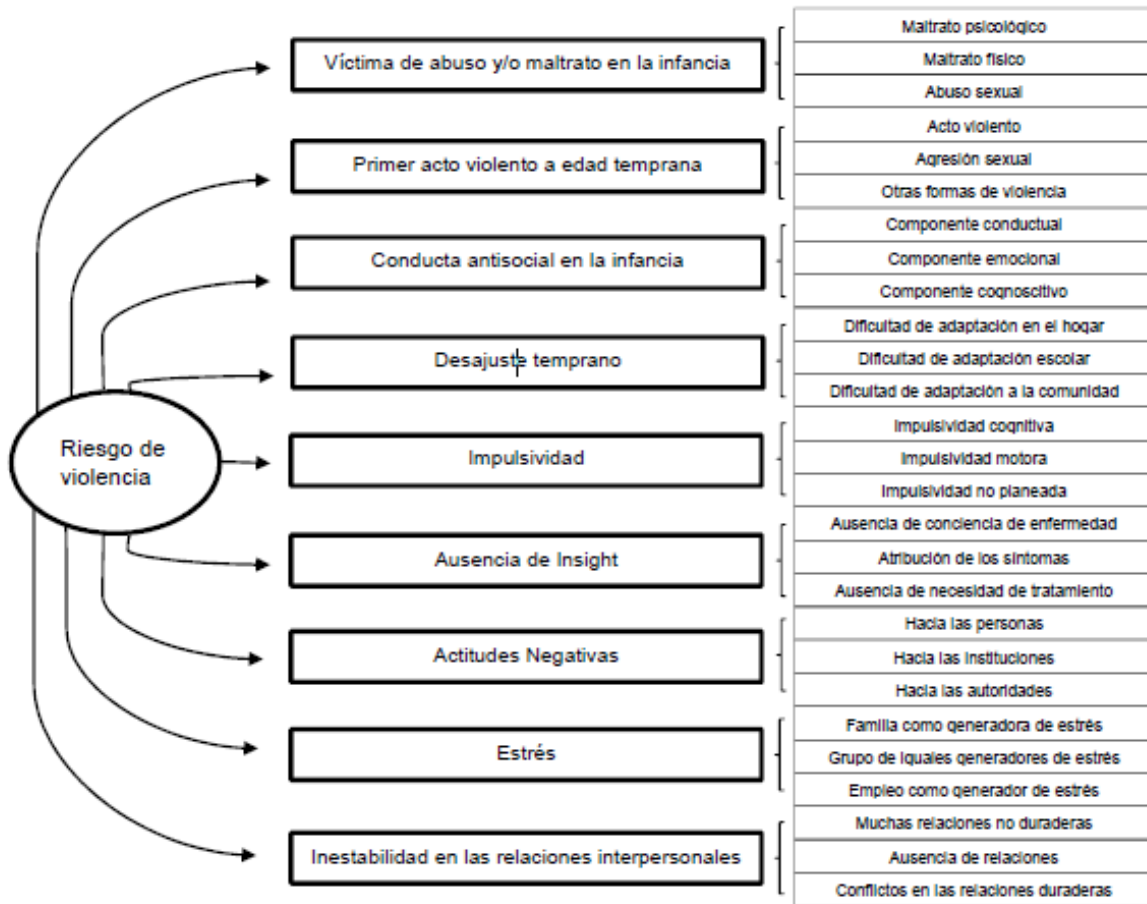 Riesgo de
violencia
Víctima de abuso y/o maltrato en la infancia
Maltrato psicológico
Maltrato físico
Abuso sexual
Primer acto violento a edad temprana
Acto violento
Agresión sexual
Otras formas de violencia
Conducta antisocial en la infancia
Componente conductual
Componente emocional
Componente cognoscitivo
Desajuste temprano
Dificultad de adaptación en el hogar
Dificultad de adaptación escolar
Dificultad de adaptación a la comunidad
Impulsividad
Impulsividad cognitiva
Impulsividad motora
Impulsividad no planeada
Ausencia de Insight
Ausencia de conciencia de enfermedad
Atribución de los síntomas
Ausencia de necesidad de tratamiento
Actitudes Negativas
Hacia las personas
Hacia las instituciones
Hacia las autoridades
Estrés
Familia como generadora de estrés
Grupo de iguales generadores de estrés
Empleo como generador de estrés
Inestabilidad en las relaciones interpersonales
Muchas relaciones no duraderas
Ausencia de relaciones
Conflictos en las relaciones duraderas